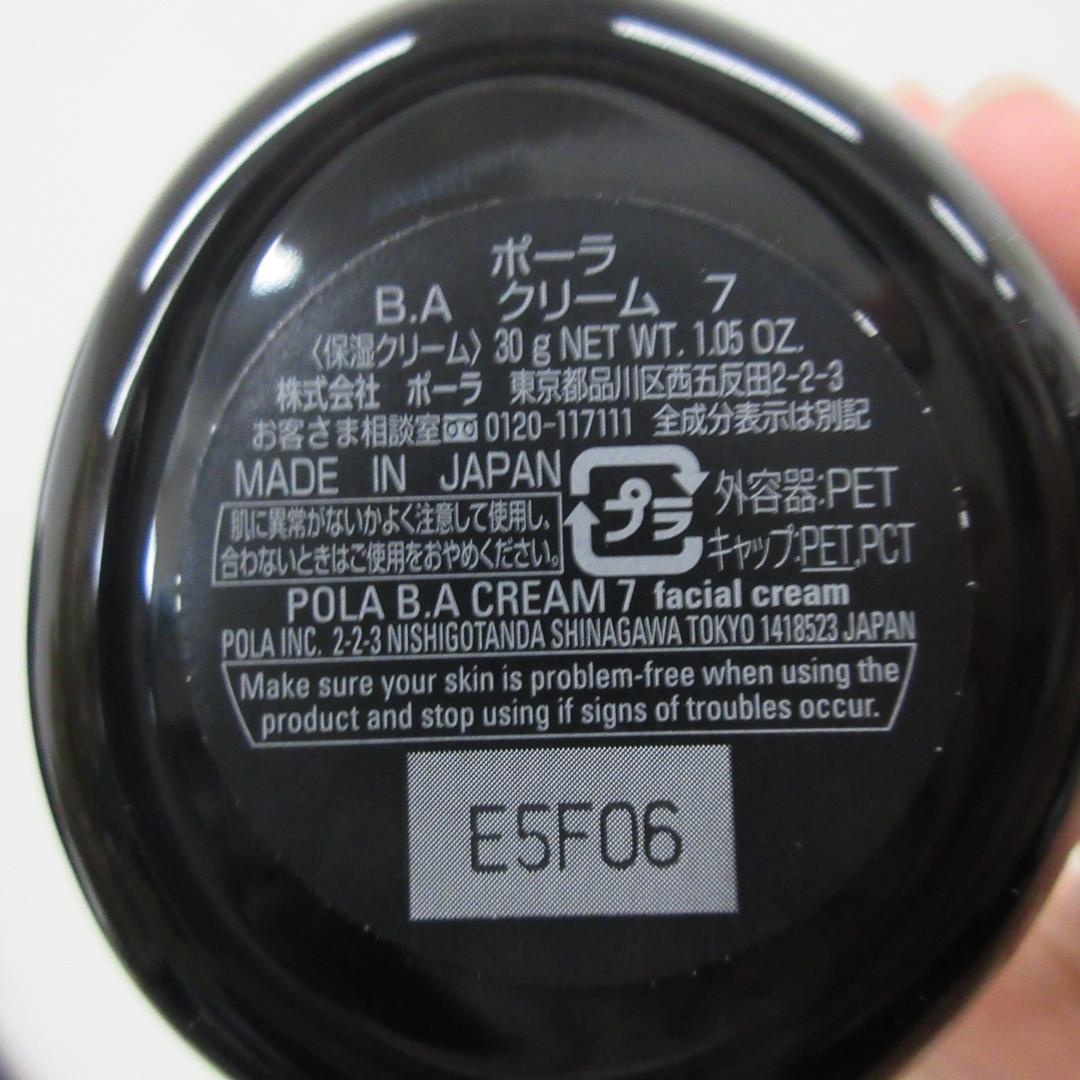 ポーラ
B.A クリーム 7
〈保湿クリーム〉 30 g NET WT. 1.05 OZ.
株式会社 ポーラ 東京都品川区西五反田2-2-3
お客さま相談室 0120-117111 全成分表示は別記
MADE IN JAPAN
プラ
外容器:PET
キャップ:PET,PCT
肌に異常がないかよく注意して使用し、
合わないときはご使用をおやめください。
POLA B.A CREAM 7 facial cream
POLA INC. 2-2-3 NISHIGOTANDA SHINAGAWA TOKYO 1418523 JAPAN
Make sure your skin is problem-free when using the
product and stop using if signs of troubles occur.
E5F06